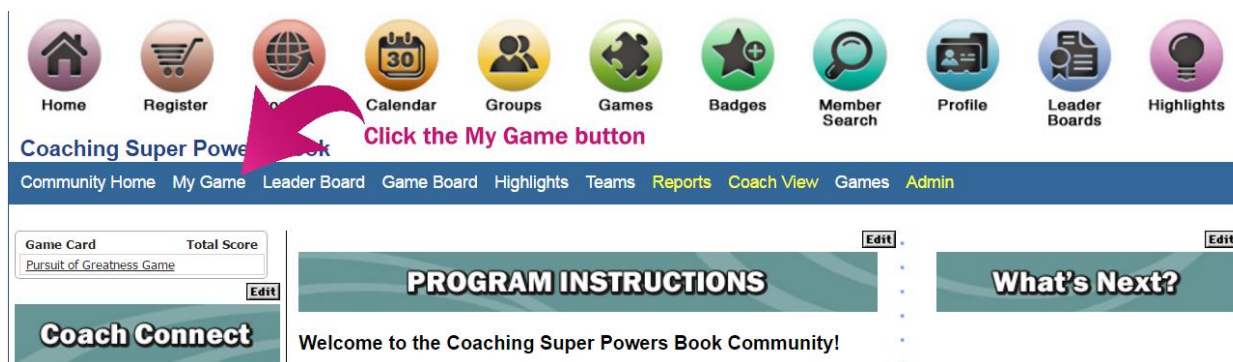 30
Home Register Calendar Groups Games Badges Member Search Profile Leader Boards Highlights
Click the My Game button
Coaching Super Powe ook
Community Home My Game Leader Board Game Board Highlights Teams Reports Coach View Games Admin
Game Card Total Score
Pursuit of Greatness Game
Edit
Coach Connect
Edit
PROGRAM INSTRUCTIONS
Welcome to the Coaching Super Powers Book Community!
Edit
What's Next?